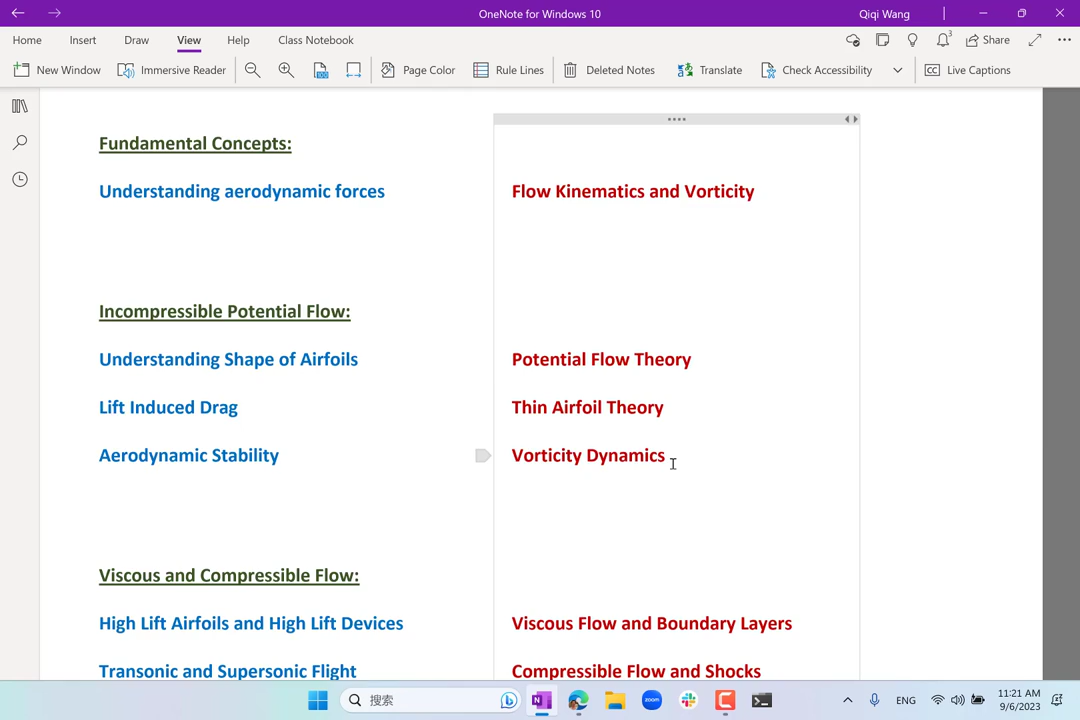 OneNote for Windows 10
Qiqi Wang
Home Insert Draw View Help Class Notebook
3
Share
New Window Immersive Reader Page Color Rule Lines Deleted Notes Translate Check Accessibility CC Live Captions
Fundamental Concepts:
Understanding aerodynamic forces
Flow Kinematics and Vorticity
Incompressible Potential Flow:
Understanding Shape of Airfoils
Potential Flow Theory
Lift Induced Drag
Thin Airfoil Theory
Aerodynamic Stability
Vorticity Dynamics
Viscous and Compressible Flow:
High Lift Airfoils and High Lift Devices
Viscous Flow and Boundary Layers
Transonic and Supersonic Flight
Compressible Flow and Shocks
搜索
zoom
ENG
11:21 AM
9/6/2023